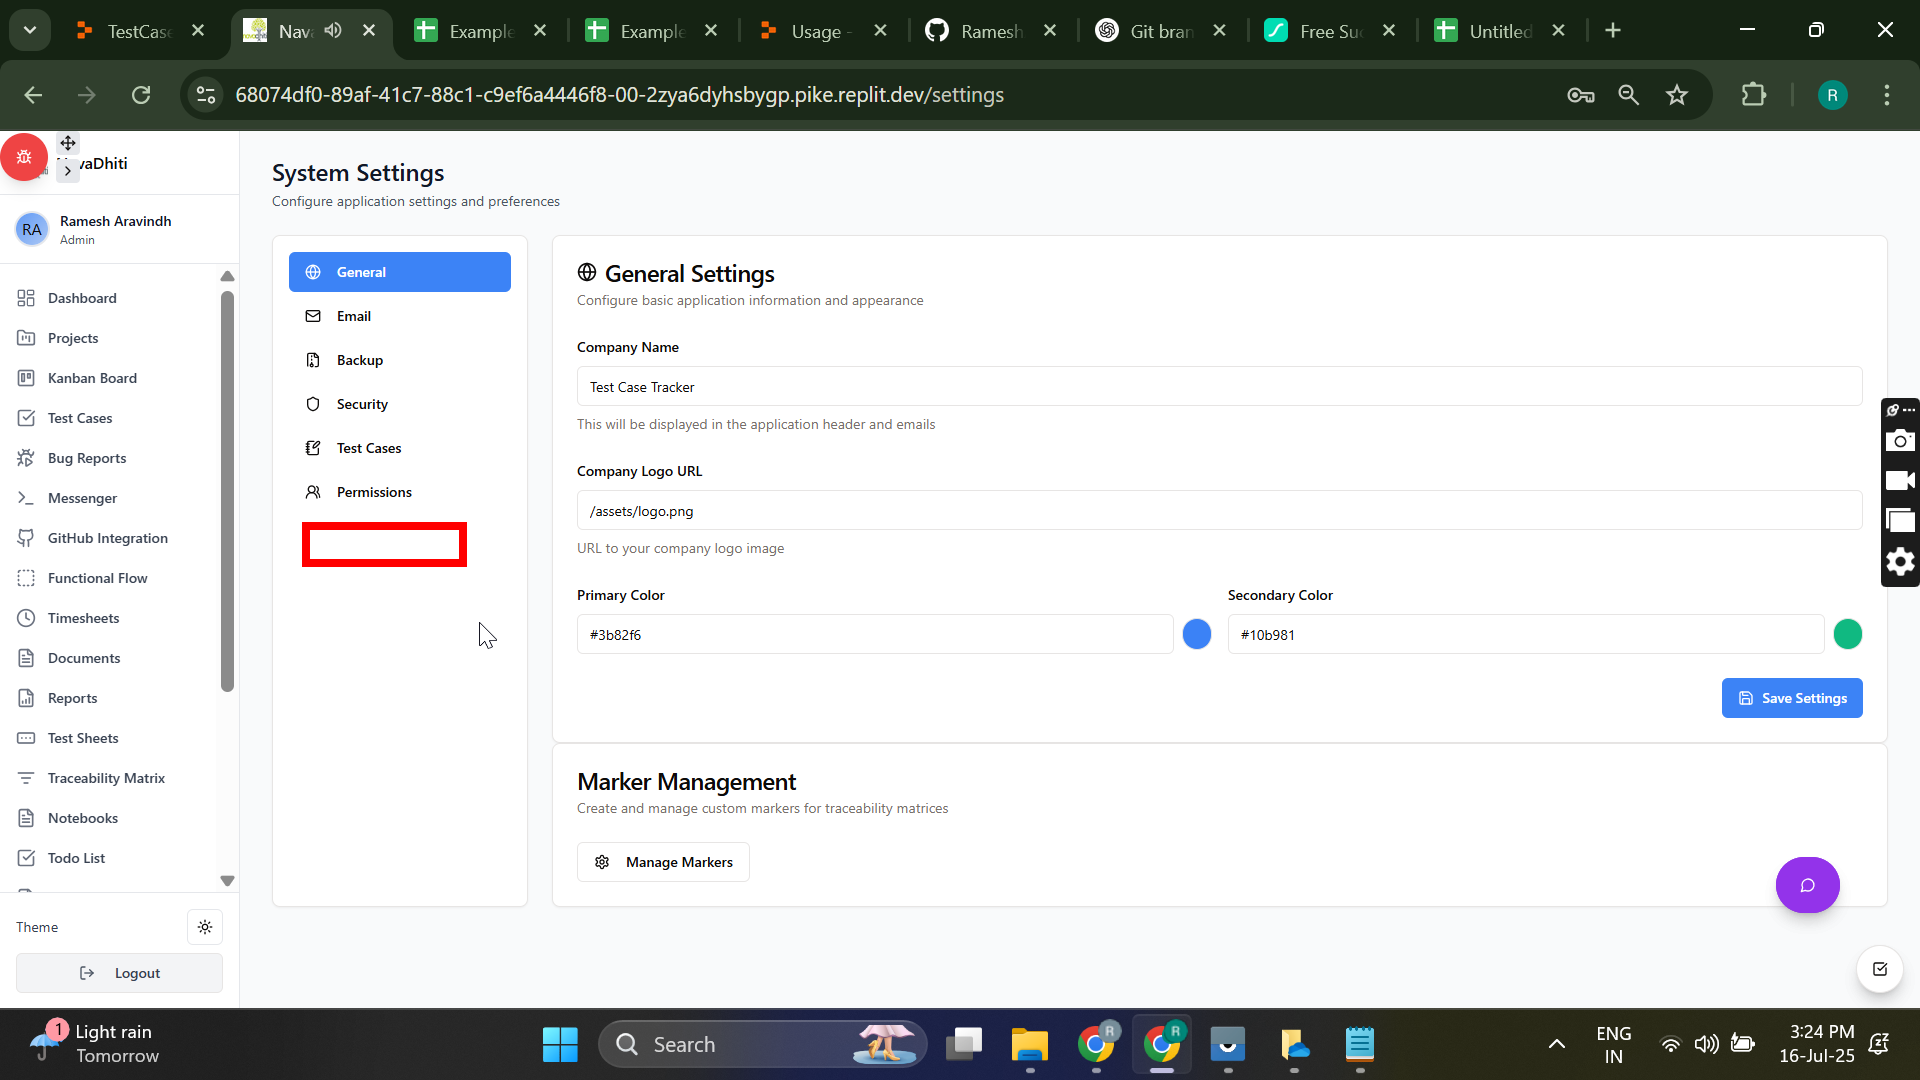 TestCase
Nava
Example
Example
Usage -
Ramesh
Git bran
Free Su
Untitled
68074df0-89af-41c7-88c1-c9ef6a4446f8-00-2zya6dyhsbygp.pike.replit.dev/settings
R
vaDhiti
RA
Ramesh Aravindh
Admin
Dashboard
Projects
Kanban Board
Test Cases
Bug Reports
Messenger
GitHub Integration
Functional Flow
Timesheets
Documents
Reports
Test Sheets
Traceability Matrix
Notebooks
Todo List
Theme
Logout
System Settings
Configure application settings and preferences
General
Email
Backup
Security
Test Cases
Permissions
General Settings
Configure basic application information and appearance
Company Name
Test Case Tracker
This will be displayed in the application header and emails
Company Logo URL
/assets/logo.png
URL to your company logo image
Primary Color
Secondary Color
#3b82f6
#10b981
Save Settings
Marker Management
Create and manage custom markers for traceability matrices
Manage Markers
1
Light rain
Tomorrow
Search
R
R
ENG
IN
3:24 PM
16-Jul-25